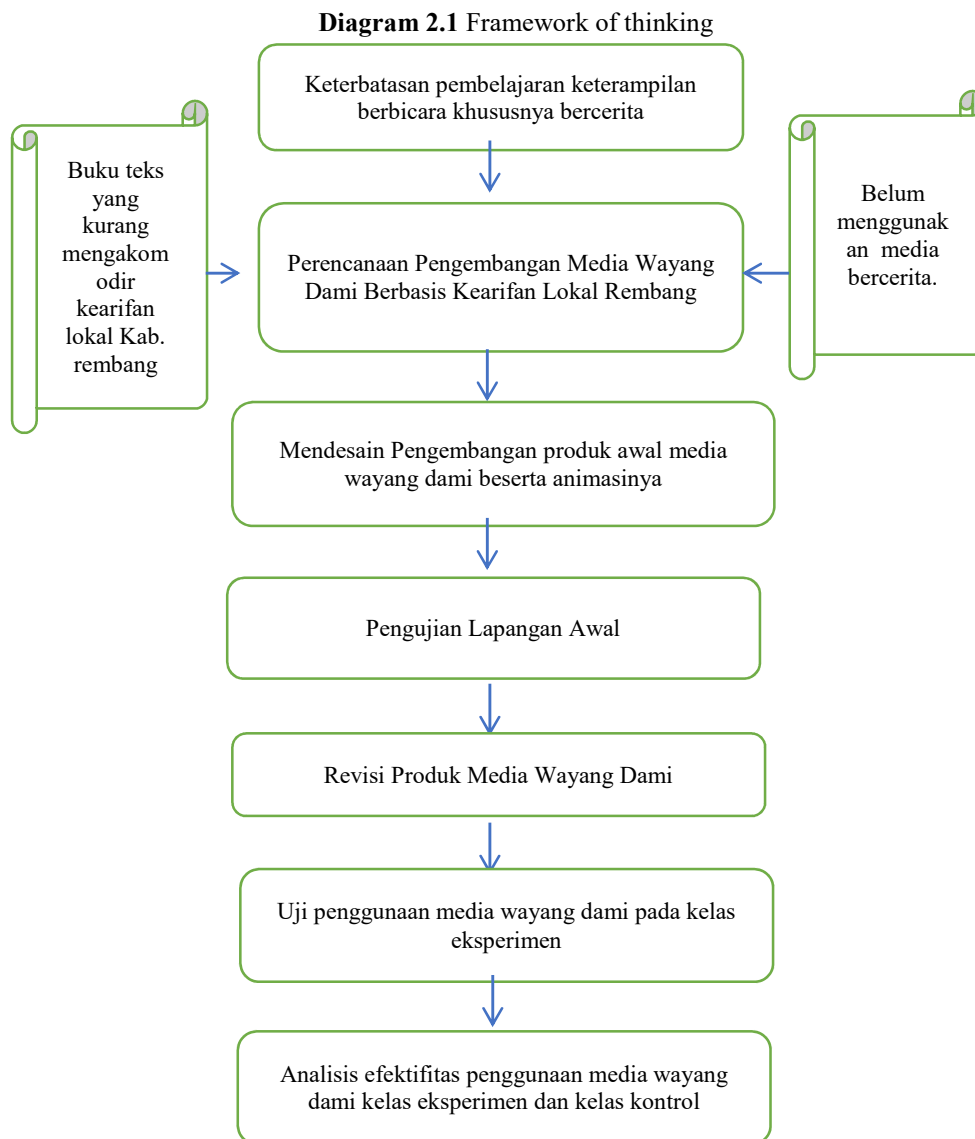 Diagram 2.1 Framework of thinking
Keterbatasan pembelajaran keterampilan
berbicara khususnya bercerita
Buku teks
yang
kurang
mengakom
odir
kearifan
lokal Kab.
rembang
Perencanaan Pengembangan Media Wayang
Dami Berbasis Kearifan Lokal Rembang
Belum
menggunak
an media
bercerita.
Mendesain Pengembangan produk awal media
wayang dami beserta animasinya
Pengujian Lapangan Awal
Revisi Produk Media Wayang Dami
Uji penggunaan media wayang dami pada kelas
eksperimen
Analisis efektifitas penggunaan media wayang
dami kelas eksperimen dan kelas kontrol